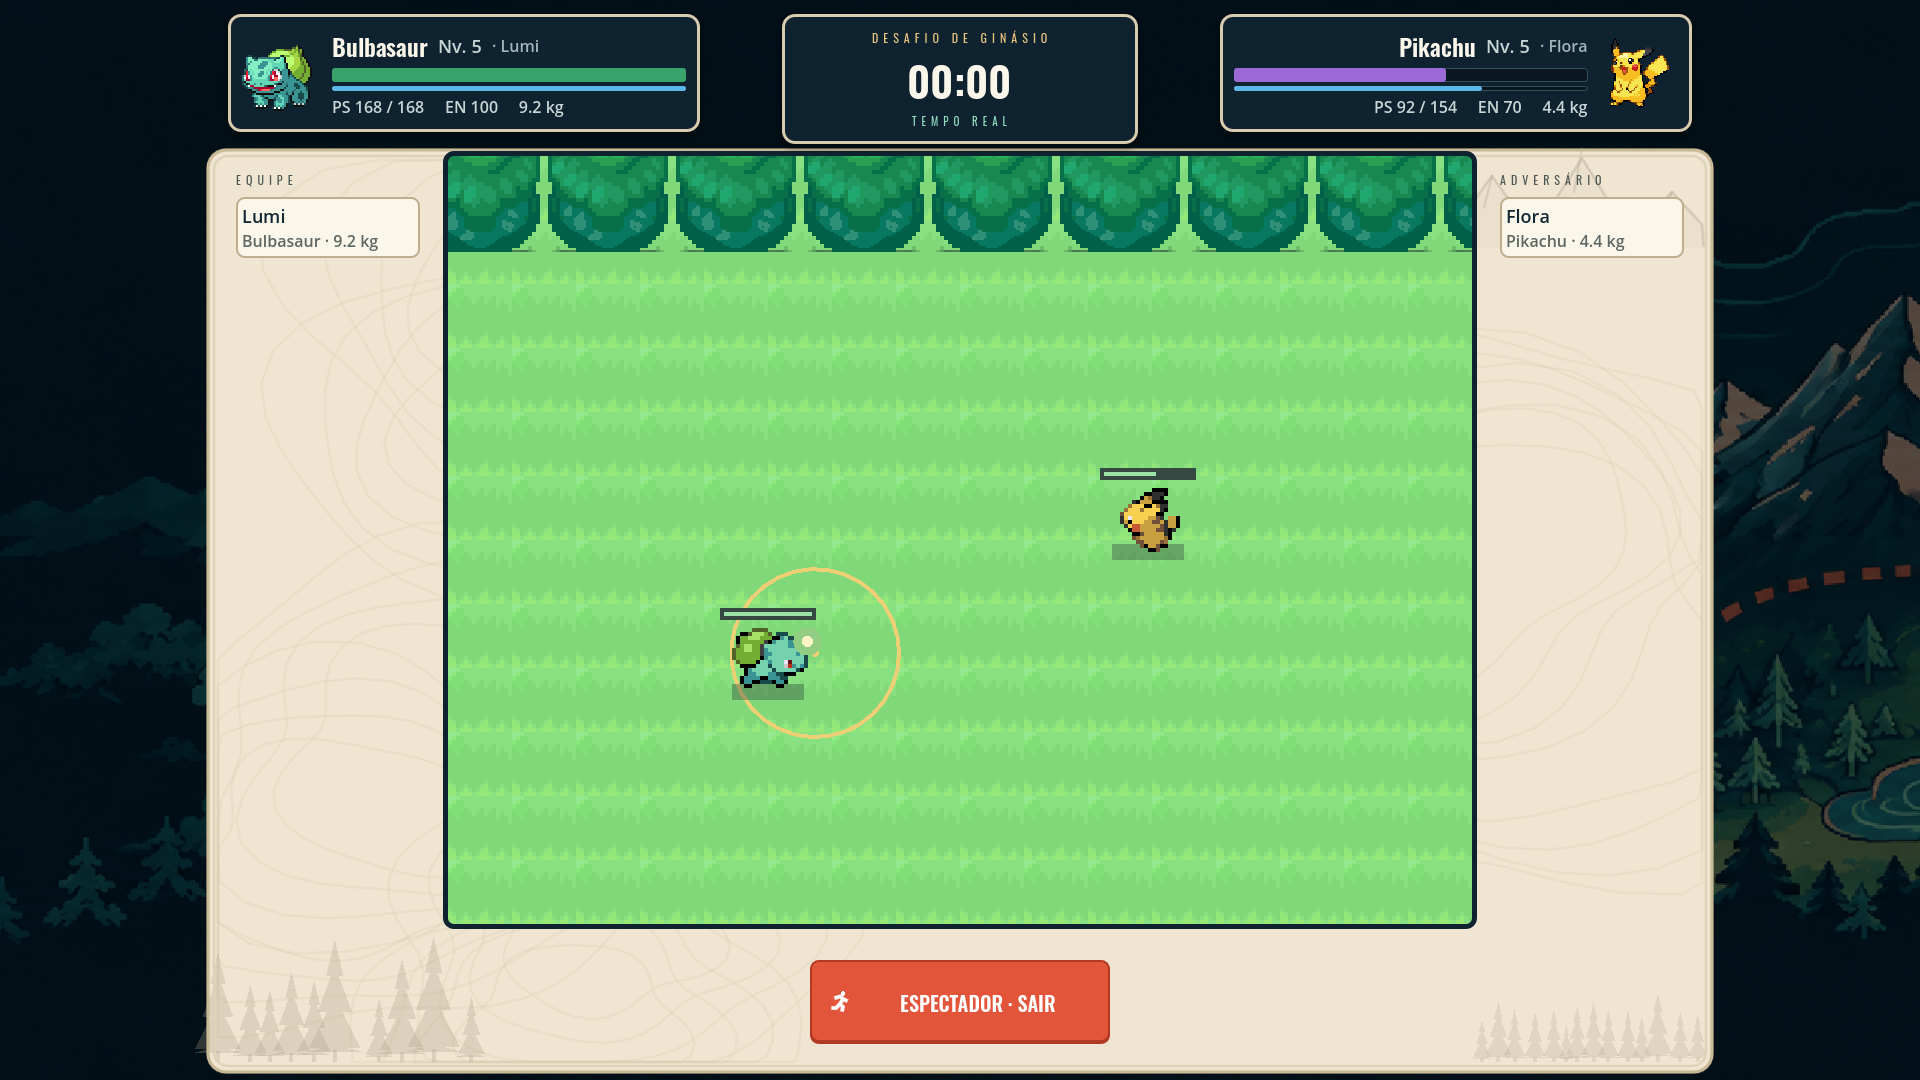 Bulbasaur Nv. 5 · Lumi
PS 168 / 168 EN 100 9.2 kg
DESAFIO DE GINÁSIO
00:00
TEMPO REAL
Pikachu Nv. 5 · Flora
PS 92 / 154 EN 70 4.4 kg
EQUIPE
Lumi
Bulbasaur · 9.2 kg
ADVERSÁRIO
Flora
Pikachu · 4.4 kg
ESPECTADOR · SAIR